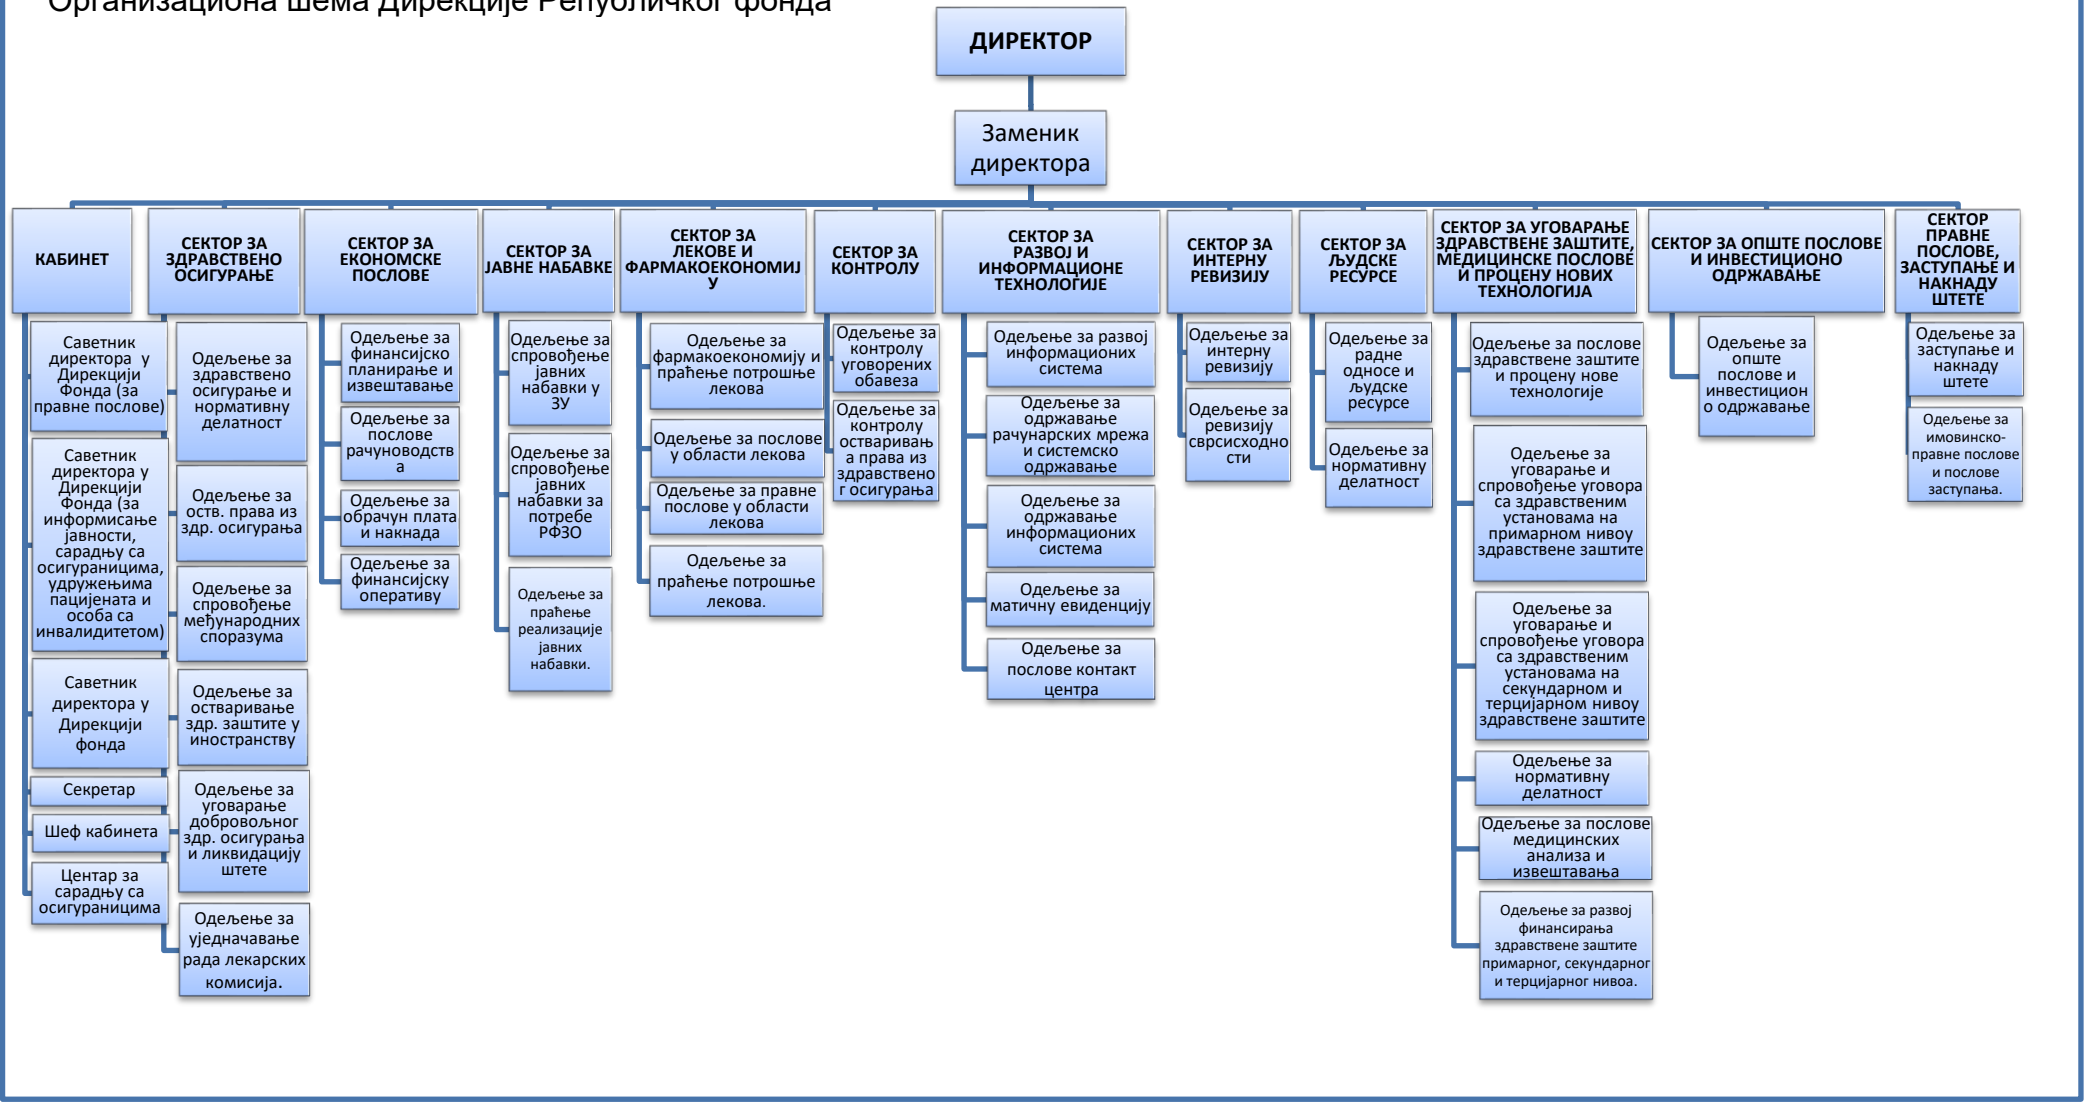 Организациона шема Дирекције Републичког фонда
ДИРЕКТОР
Заменик
директора
КАБИНЕТ
Саветник
директора у
Дирекцији
Фонда (за
правне послове)
Саветник
директора у
Дирекцији
Фонда (за
информисање
јавности,
сарадњу са
осигураницима,
удружењима
пацијената и
особа са
инвалидитетом)
Саветник
директора у
Дирекцији
фонда
Секретар
Шеф кабинета
Центар за
сарадњу са
осигураницима
СЕКТОР ЗА
ЗДРАВСТВЕНО
ОСИГУРАЊЕ
Одељење за
здравствено
осигурање и
нормативну
делатност
Одељење за
оств. права из
здр. осигурања
Одељење за
спровођење
међународних
споразума
Одељење за
остваривање
здр. заштите у
иностранству
Одељење за
уговарање
добровољног
здр. осигурања
и ликвидацију
штете
Одељење за
уједначавање
рада лекарских
комисија.
СЕКТОР ЗА
ЕКОНОМСКЕ
ПОСЛОВЕ
Одељење за
финансијско
планирање и
извештавање
Одељење за
послове
рачуноводств
а
Одељење за
обрачун плата
и накнада
Одељење за
финансијску
оперативу
СЕКТОР ЗА
ЈАВНЕ НАБАВКЕ
Одељење за
спровођење
јавних
набавки у
ЗУ
Одељење за
спровођење
јавних
набавки за
потребе
РФЗО
Одељење за
праћење
реализације
јавних
набавки.
СЕКТОР ЗА
ЛЕКОВЕ И
ФАРМАКОЕКОНОМИЈ
У
Одељење за
фармакоекономију и
праћење потрошње
лекова
Одељење за послове
у области лекова
Одељење за правне
послове у области
лекова
Одељење за
праћење потрошње
лекова.
СЕКТОР ЗА
КОНТРОЛУ
Одељење за
контролу
уговорених
обавеза
Одељење за
контролу
остваривањ
а права из
здравствено
г осигурања
СЕКТОР ЗА
РАЗВОЈ И
ИНФОРМАЦИОНЕ
ТЕХНОЛОГИЈЕ
Одељење за развој
информационих
система
Одељење за
одржавање
рачунарских мрежа
и системско
одржавање
Одељење за
одржавање
информационих
система
Одељење за
матичну евиденцију
Одељење за
послове контакт
центра
СЕКТОР ЗА
ИНТЕРНУ
РЕВИЗИЈУ
Одељење за
интерну
ревизију
Одељење за
ревизију
сврсисходно
сти
СЕКТОР ЗА
ЉУДСКЕ
РЕСУРСЕ
Одељење за
радне
односе и
људске
ресурсе
Одељење за
нормативну
делатност
СЕКТОР ЗА УГОВАРАЊЕ
ЗДРАВСТВЕНЕ ЗАШТИТЕ,
МЕДИЦИНСКЕ ПОСЛОВЕ
И ПРОЦЕНУ НОВИХ
ТЕХНОЛОГИЈА
Одељење за послове
здравствене заштите
и процену нове
технологије
Одељење за
уговарање и
спровођење уговора
са здравственим
установама на
примарном нивоу
здравствене заштите
Одељење за
уговарање и
спровођење уговора
са здравственим
установама на
секундарном и
терцијарном нивоу
здравствене заштите
Одељење за
нормативну
делатност
Одељење за послове
медицинских
анализа и
извештавања
Одељење за развој
финансирања
здравствене заштите
примарног, секундарног
и терцијарног нивоа.
СЕКТОР ЗА ОПШТЕ ПОСЛОВЕ
И ИНВЕСТИЦИОНО
ОДРЖАВАЊЕ
Одељење за
опште
послове и
инвестицион
о одржавање
СЕКТОР
ПРАВНЕ
ПОСЛОВЕ,
ЗАСТУПАЊЕ И
НАКНАДУ
ШТЕТЕ
Одељење за
заступање и
накнаду
штете
Одељење за
имовинско-
правне послове
и послове
заступања.